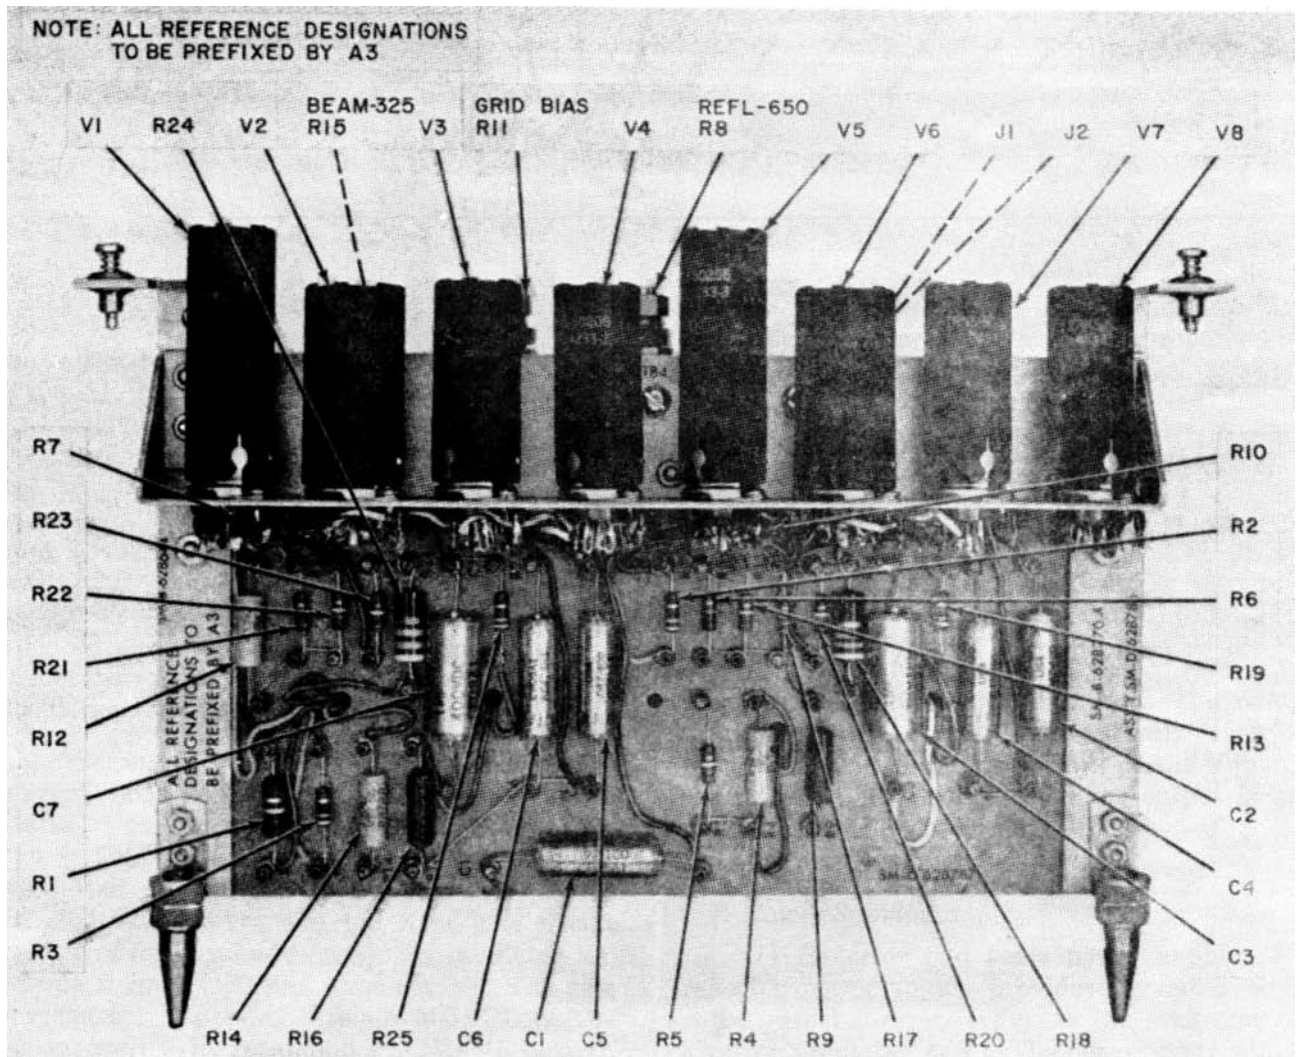 NOTE: ALL REFERENCE DESIGNATIONS
TO BE PREFIXED BY A3
BEAM-325
GRID BIAS
REFL-650
V1
R24
V2
R15
V3
R11
V4
R8
V5
V6
J1
J2
V7
V8
R7
R23
R22
R21
R12
C7
R1
R3
R10
R2
R6
R19
R13
C2
C4
C3
ALL REFERENCE
DESIGNATIONS TO
BE PREFIXED BY A3
R14
R16
R25
C6
C1
C5
R5
R4
R9
R17
R20
R18